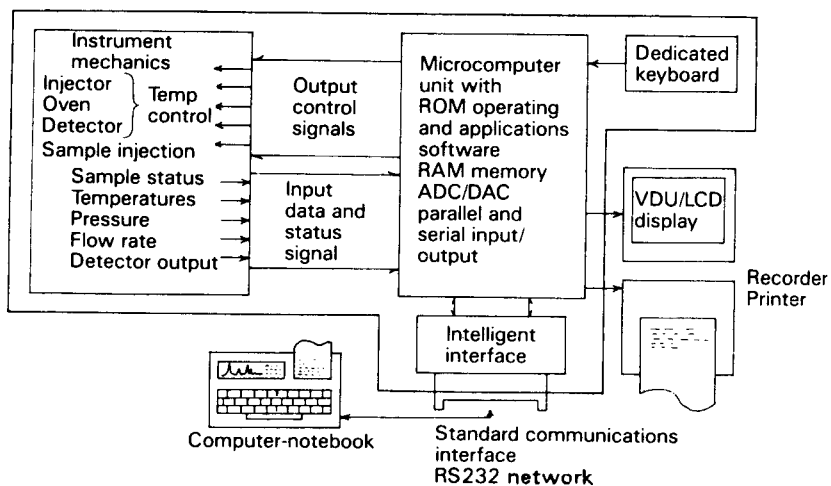 Instrument
mechanics
Injector
Oven
Detector
Temp
control
Sample injection
Sample status
Temperatures
Pressure
Flow rate
Detector output
Output
control
signals
Input
data and
status
signal
Microcomputer
unit with
ROM operating
and applications
software
RAM memory
ADC/DAC
parallel and
serial input/
output
Dedicated
keyboard
VDU/LCD
display
Recorder
Printer
Intelligent
interface
Computer-notebook
Standard communications
interface
RS232 network